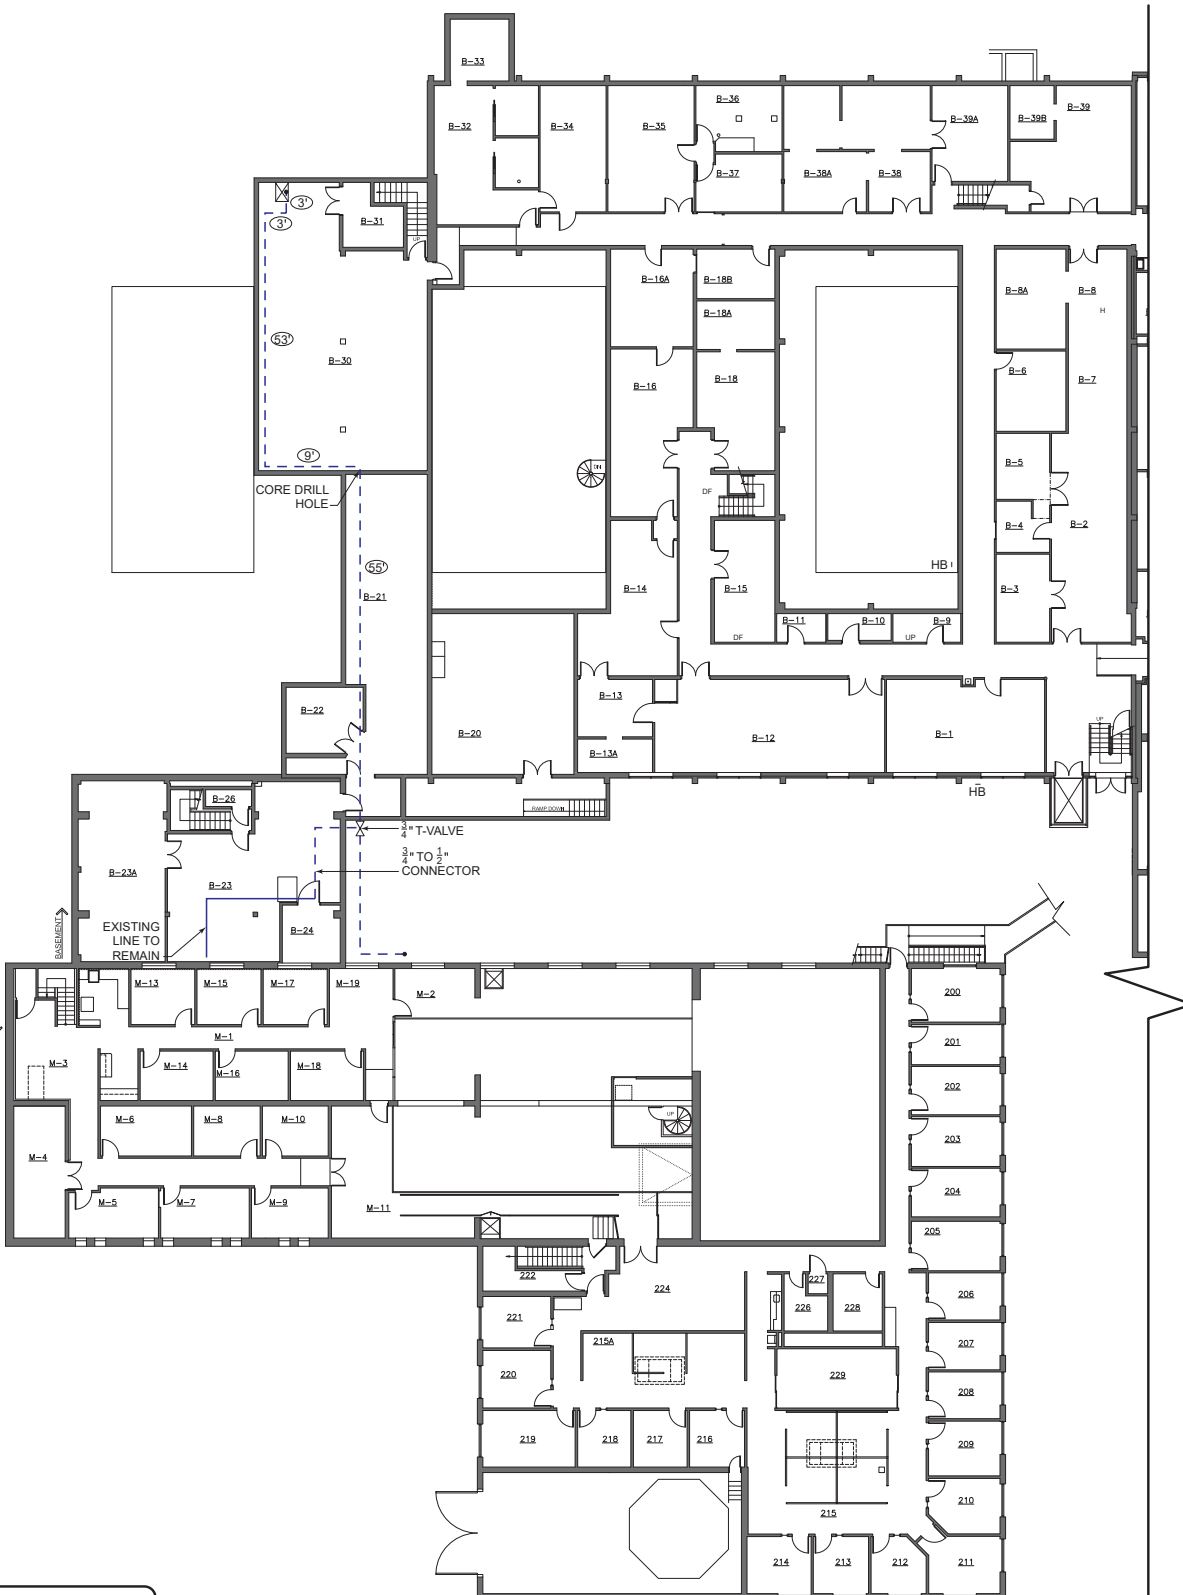 B-33
B-32
B-34
B-35
B-36
B-37
B-38A
B-38
B-39A
B-39B
B-39
3'
3'
B-31
UP
B-16A
B-18B
B-18A
B-8A
B-8
H
53'
B-30
B-16
B-18
B-6
B-7
9'
CORE DRILL
HOLE
DN
DF
B-5
B-4
B-2
55'
B-21
B-14
B-15
HB
B-3
B-11
B-10
B-9
DF
UP
B-22
B-13
B-20
B-12
B-1
UP
B-13A
B-26
RAMP DOWN
HB
3/4" T-VALVE
3/4" TO 1/2"
CONNECTOR
B-23A
B-23
EXISTING
LINE TO
REMAIN
B-24
BASEMENT
M-13
M-15
M-17
M-19
M-2
200
M-1
201
M-3
M-14
M-16
M-18
202
M-6
M-8
M-10
UP
203
M-4
M-5
M-7
M-9
M-11
204
205
222
224
227
226
228
206
221
215A
207
220
229
208
219
218
217
216
209
210
215
214
213
212
211